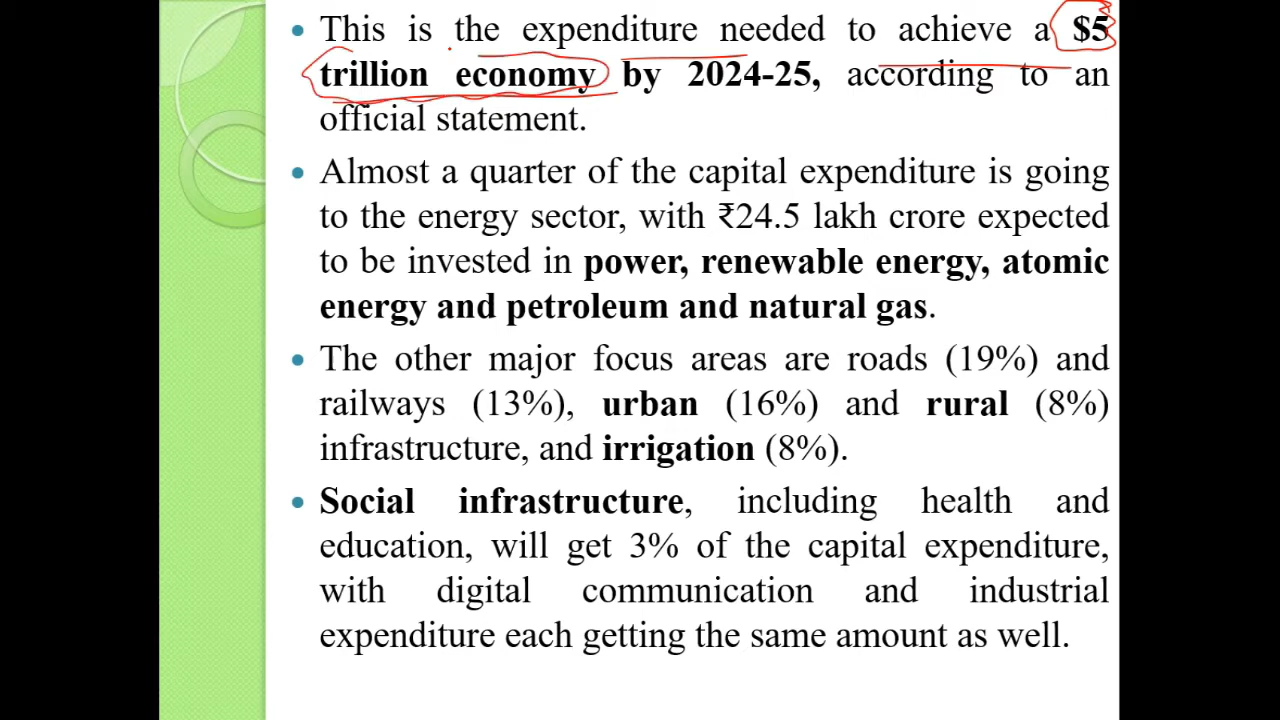 This is the expenditure needed to achieve a $5
trillion economy by 2024-25, according to an
official statement.
Almost a quarter of the capital expenditure is going
to the energy sector, with ₹24.5 lakh crore expected
to be invested in power, renewable energy, atomic
energy and petroleum and natural gas.
The other major focus areas are roads (19%) and
railways (13%), urban (16%) and rural (8%)
infrastructure, and irrigation (8%).
Social infrastructure, including health and
education, will get 3% of the capital expenditure,
with digital communication and industrial
expenditure each getting the same amount as well.